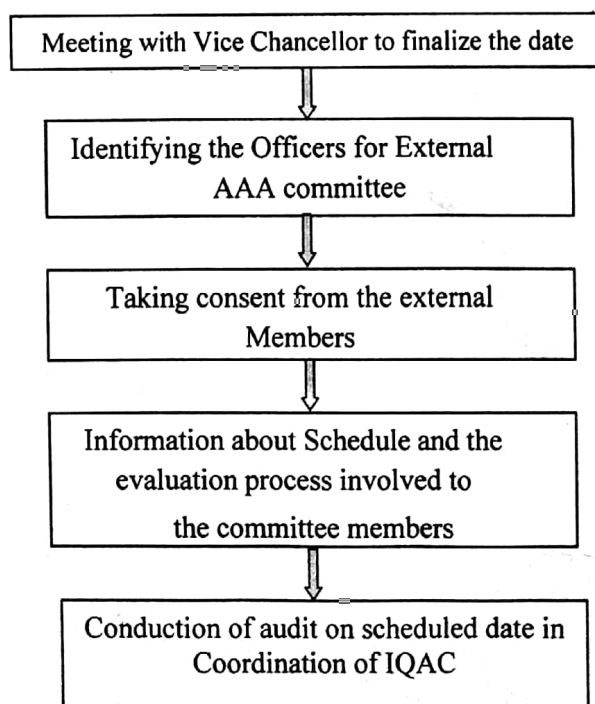 Meeting with Vice Chancellor to finalize the date
Identifying the Officers for External
AAA committee
Taking consent from the external
Members
Information about Schedule and the
evaluation process involved to
the committee members
Conduction of audit on scheduled date in
Coordination of IQAC